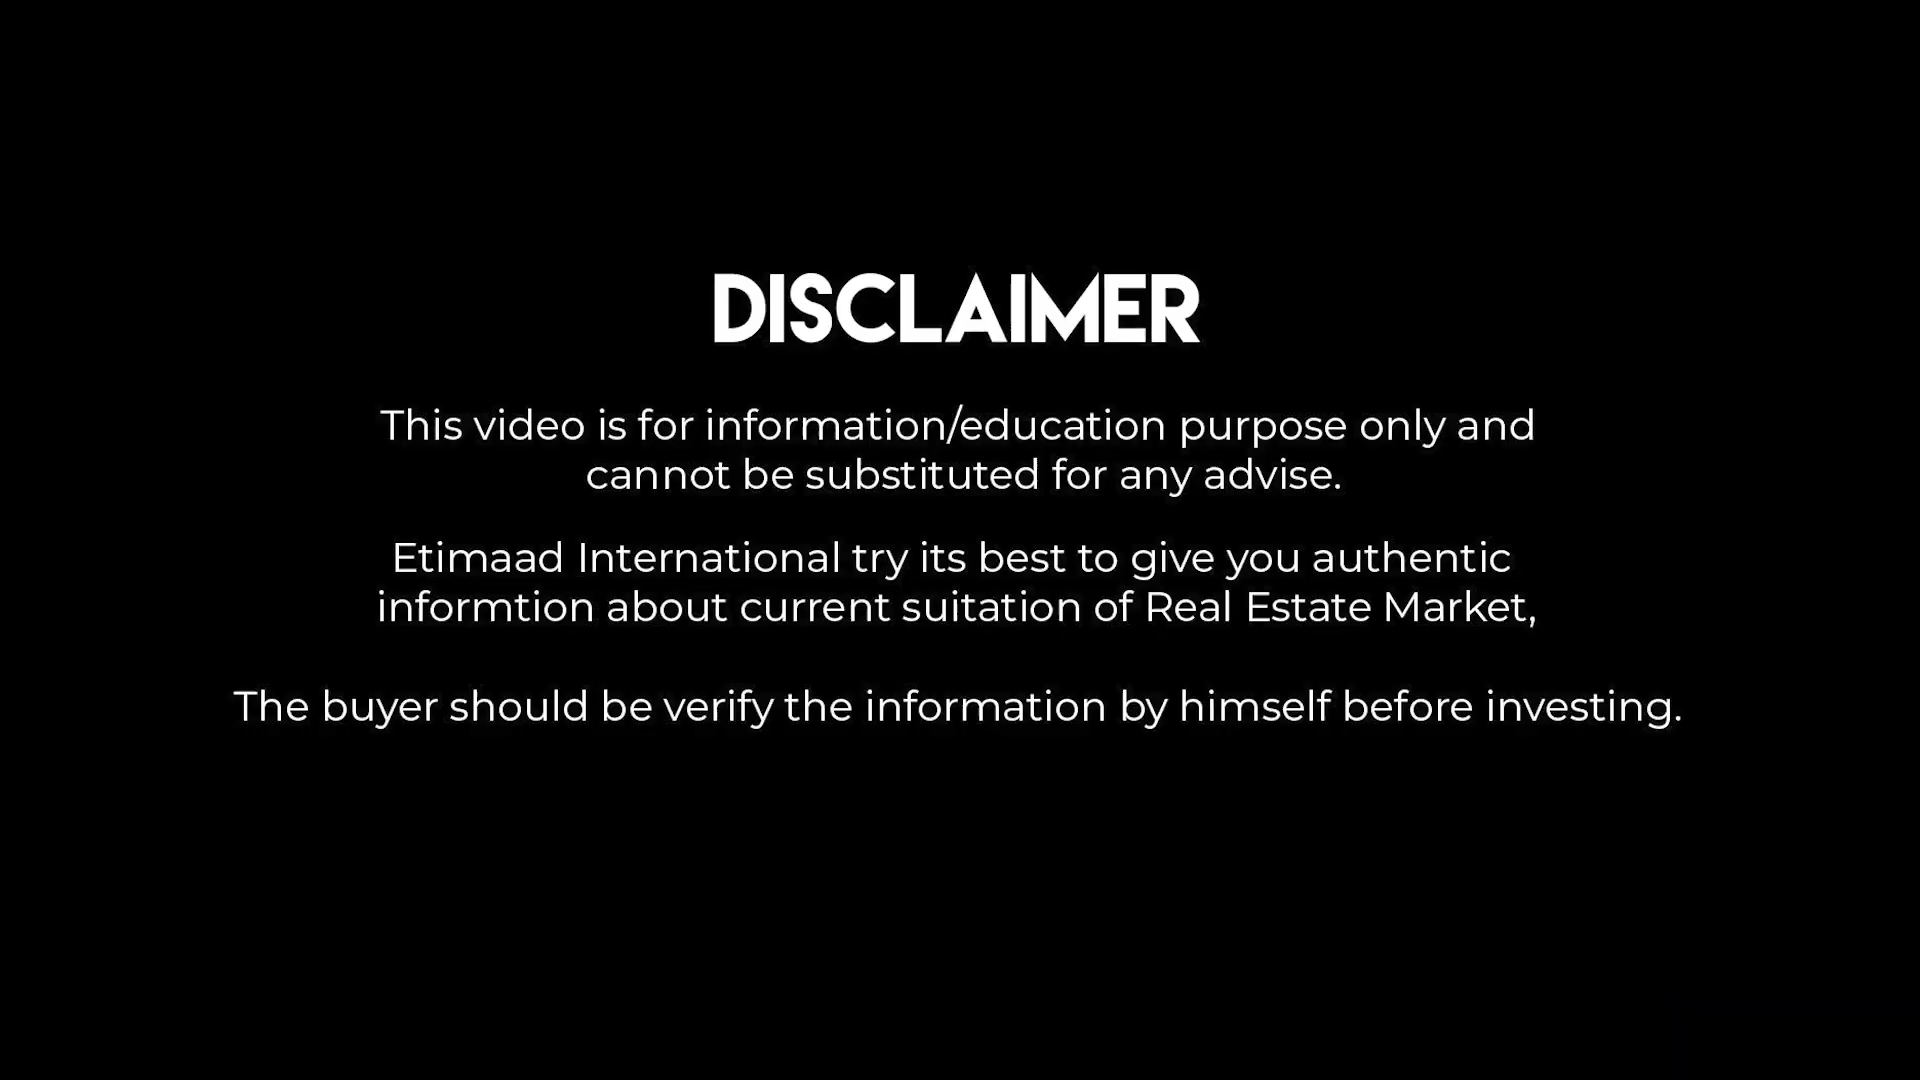 DISCLAIMER
This video is for information/education purpose only and
cannot be substituted for any advise.
Etimaad International try its best to give you authentic
informtion about current suitation of Real Estate Market,
The buyer should be verify the information by himself before investing.